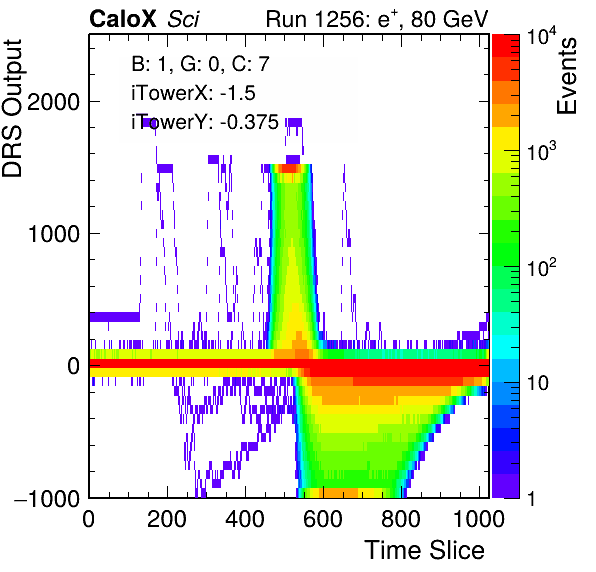 CaloX Sci
Run 1256: e+, 80 GeV
B: 1, G: 0, C: 7
iTowerX: -1.5
iTowerY: -0.375
DRS Output
2000
1000
0
−1000
0 200 400 600 800 1000
Time Slice
Events
10^4
10^3
10^2
10
1